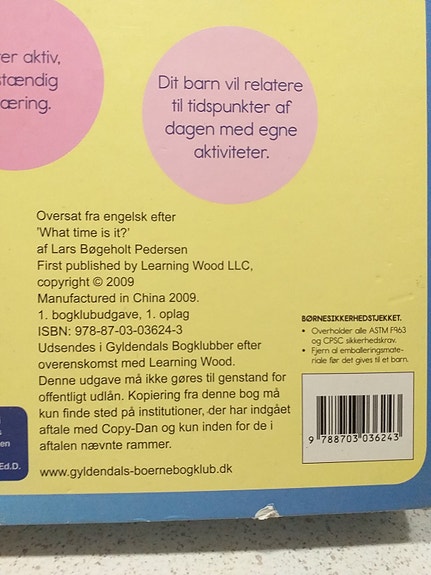 er aktiv,
stændig
æring.
Dit barn vil relatere
til tidspunkter af
dagen med egne
aktiviteter.
Oversat fra engelsk efter
'What time is it?'
af Lars Bøgeholt Pedersen
First published by Learning Wood LLC,
copyright © 2009
Manufactured in China 2009.
1. bogklubudgave, 1. oplag
ISBN: 978-87-03-03624-3
Udsendes i Gyldendals Bogklubber efter
overenskomst med Learning Wood.
Denne udgave må ikke gøres til genstand for
offentligt udlån. Kopiering fra denne bog må
kun finde sted på institutioner, der har indgået
aftale med Copy-Dan og kun inden for de i
aftalen nævnte rammer.
www.gyldendals-boernebogklub.dk
BØRNESIKKERHEDSTJEKKET.
• Overholder alle ASTM F963
og CPSC sikkerhedskrav.
• Fjern al emballeringsmate-
riale før det gives til et barn.
9 788703 036243
en
Ed.D.